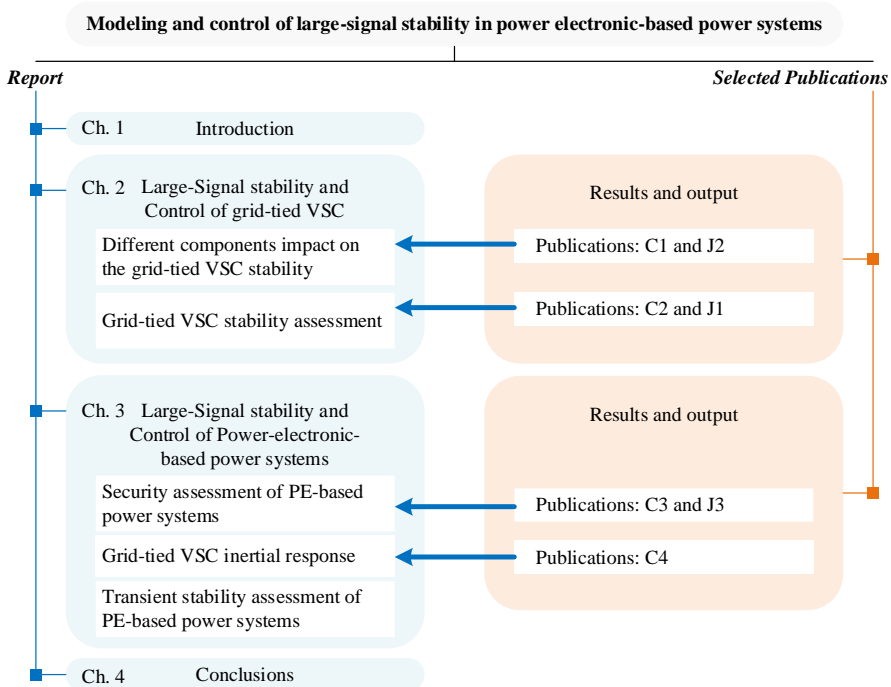 Modeling and control of large-signal stability in power electronic-based power systems
Report
Selected Publications
Ch. 1 Introduction
Ch. 2 Large-Signal stability and
Control of grid-tied VSC
Different components impact on
the grid-tied VSC stability
Grid-tied VSC stability assessment
Results and output
Publications: C1 and J2
Publications: C2 and J1
Ch. 3 Large-Signal stability and
Control of Power-electronic-
based power systems
Security assessment of PE-based
power systems
Grid-tied VSC inertial response
Transient stability assessment of
PE-based power systems
Results and output
Publications: C3 and J3
Publications: C4
Ch. 4 Conclusions